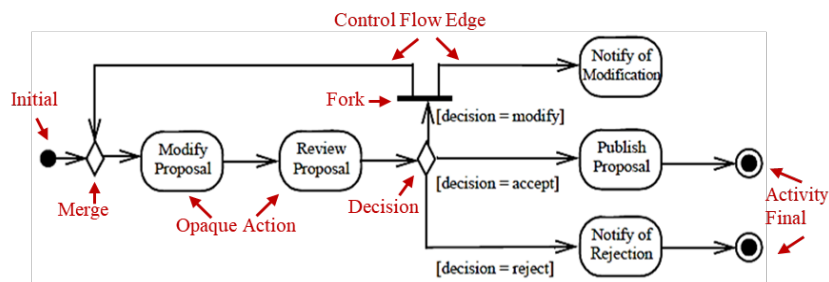 Control Flow Edge
Notify of
Modification
Initial
Fork
[decision = modify]
Modify
Proposal
Review
Proposal
Publish
Proposal
Merge
Opaque Action
Decision
[decision = accept]
Activity
Final
Notify of
Rejection
[decision = reject]